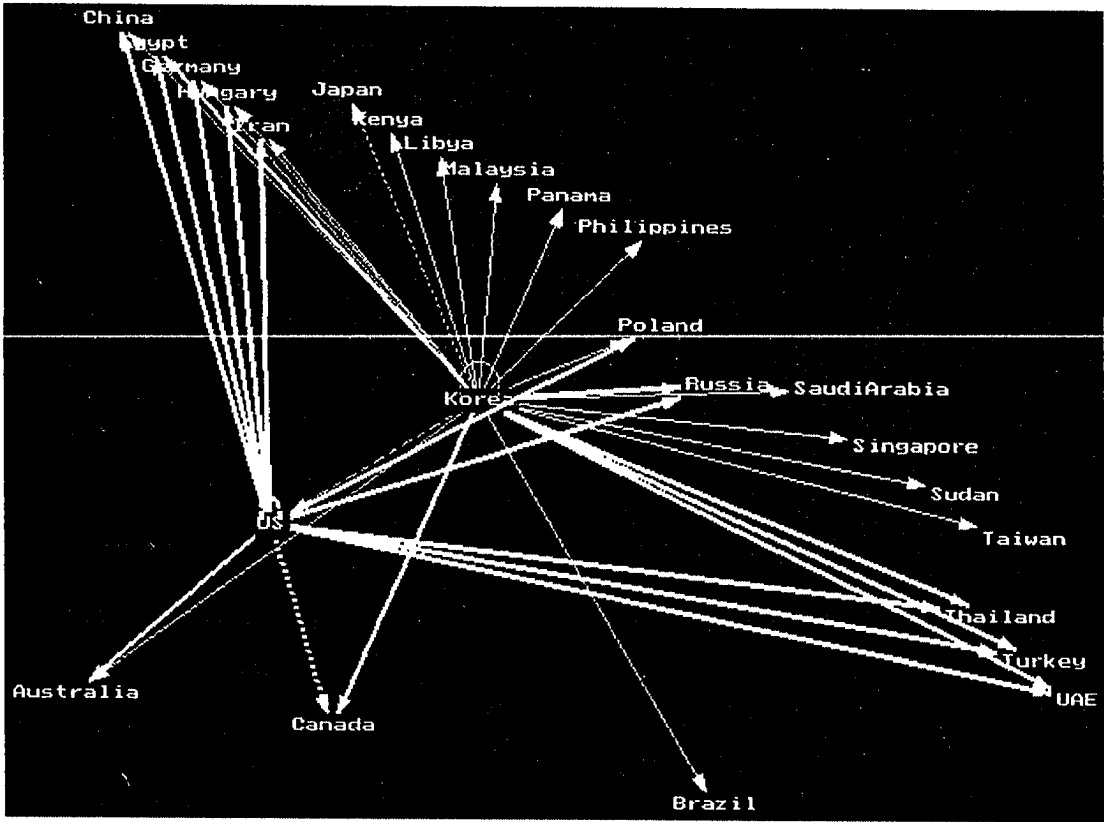 China
Egypt
Germany
Hungary
Iran
Japan
Kenya
Libya
Malaysia
Panama
Philippines
Poland
Russia
SaudiArabia
Korea
Singapore
Sudan
US
Taiwan
Thailand
Turkey
Australia
UAE
Canada
Brazil